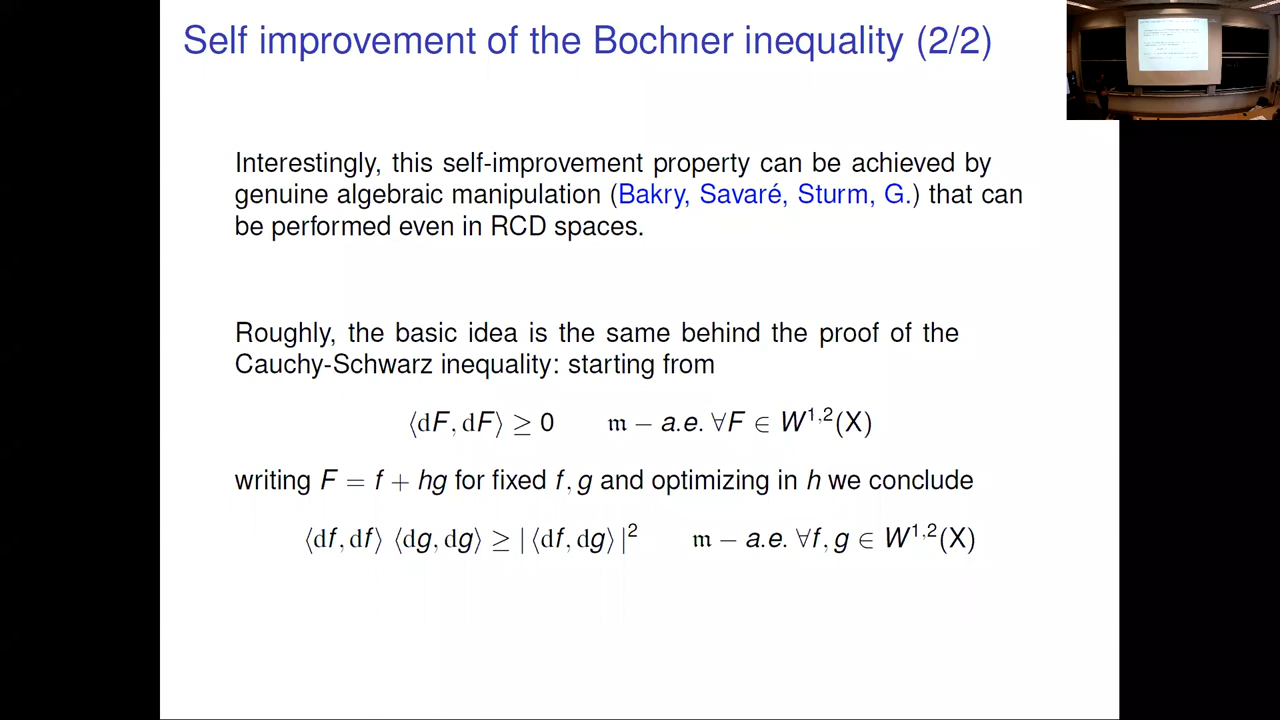 Self improvement of the Bochner inequality (2/2)
Interestingly, this self-improvement property can be achieved by
genuine algebraic manipulation (Bakry, Savaré, Sturm, G.) that can
be performed even in RCD spaces.
Roughly, the basic idea is the same behind the proof of the
Cauchy-Schwarz inequality: starting from
⟨dF, dF⟩ ≥ 0 𝔪 − a.e. ∀F ∈ W^{1,2}(X)
writing F = f + hg for fixed f, g and optimizing in h we conclude
⟨df, df⟩ ⟨dg, dg⟩ ≥ | ⟨df, dg⟩ |² 𝔪 − a.e. ∀f, g ∈ W^{1,2}(X)